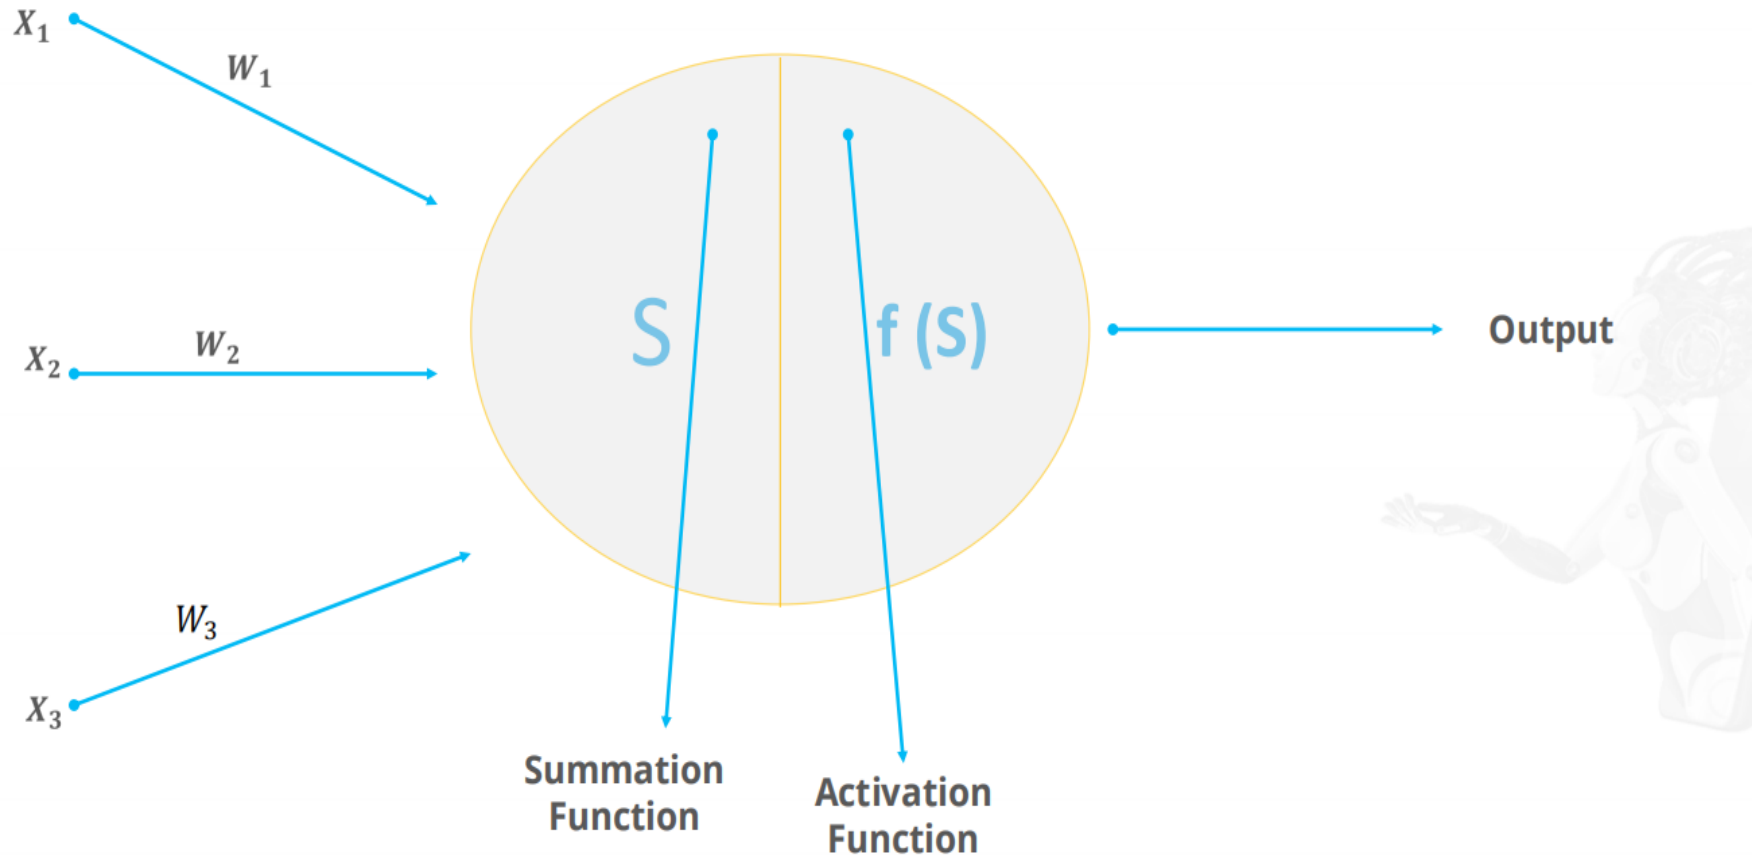 X₁
W₁
W₂
X₂
W₃
X₃
S
f (S)
Output
Summation
Function
Activation
Function